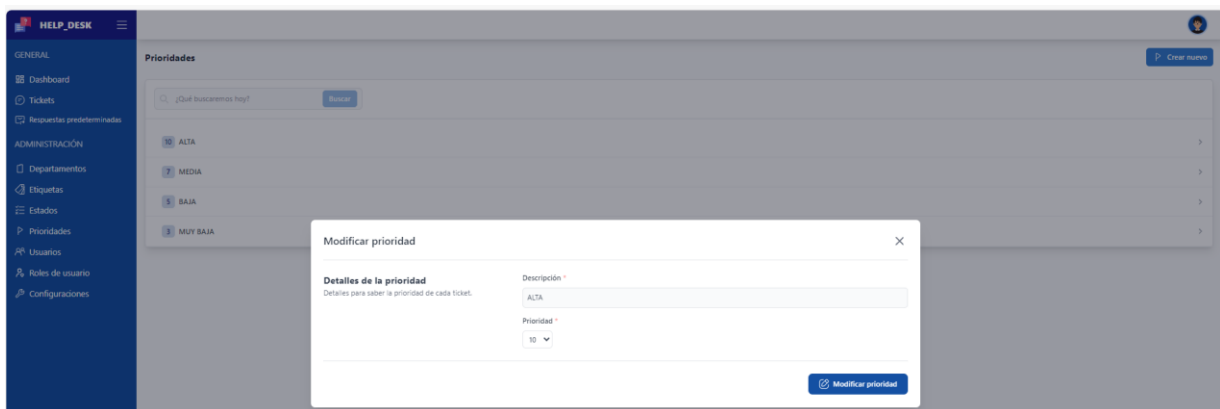 HELP_DESK
GENERAL
Dashboard
Tickets
Respuestas predeterminadas
ADMINISTRACIÓN
Departamentos
Etiquetas
Estados
Prioridades
Usuarios
Roles de usuario
Configuraciones
Prioridades
Crear nuevo
¿Qué buscaremos hoy?
Buscar
10 ALTA
7 MEDIA
5 BAJA
3 MUY BAJA
Modificar prioridad
Detalles de la prioridad
Detalles para saber la prioridad de cada ticket.
Descripción *
ALTA
Prioridad *
10
Modificar prioridad